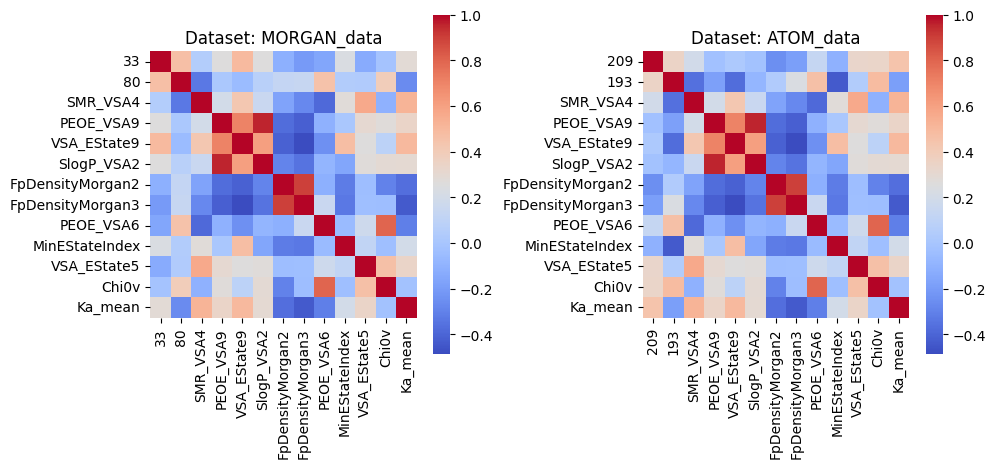 Dataset: MORGAN_data
33
80
SMR_VSA4
PEOE_VSA9
VSA_EState9
SlogP_VSA2
FpDensityMorgan2
FpDensityMorgan3
PEOE_VSA6
MinEStateIndex
VSA_EState5
Chi0v
Ka_mean
33
80
SMR_VSA4
PEOE_VSA9
VSA_EState9
SlogP_VSA2
FpDensityMorgan2
FpDensityMorgan3
PEOE_VSA6
MinEStateIndex
VSA_EState5
Chi0v
Ka_mean
1.0
0.8
0.6
0.4
0.2
0.0
−0.2
−0.4
Dataset: ATOM_data
209
193
SMR_VSA4
PEOE_VSA9
VSA_EState9
SlogP_VSA2
FpDensityMorgan2
FpDensityMorgan3
PEOE_VSA6
MinEStateIndex
VSA_EState5
Chi0v
Ka_mean
209
193
SMR_VSA4
PEOE_VSA9
VSA_EState9
SlogP_VSA2
FpDensityMorgan2
FpDensityMorgan3
PEOE_VSA6
MinEStateIndex
VSA_EState5
Chi0v
Ka_mean
1.0
0.8
0.6
0.4
0.2
0.0
−0.2
−0.4